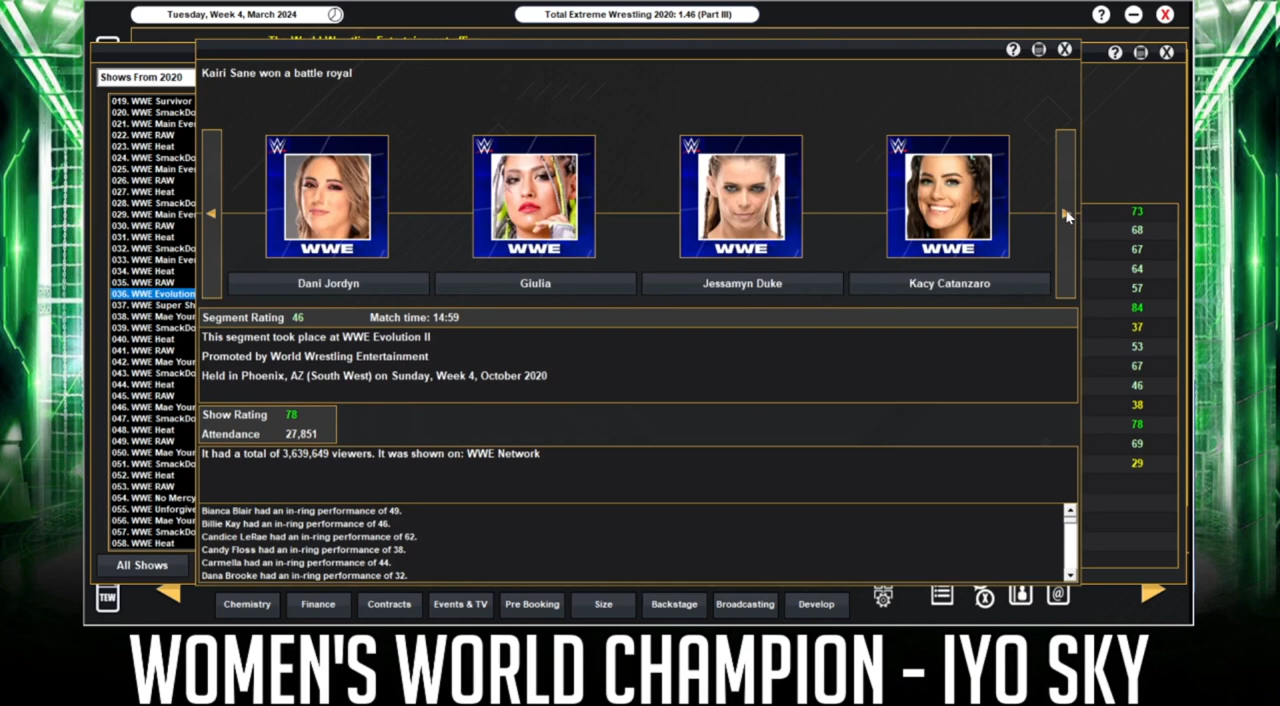 Tuesday, Week 4, March 2024
Total Extreme Wrestling 2020: 1.46 (Part III)
?
X
? X
? X
Shows From 2020
Kairi Sane won a battle royal
019. WWE Survivor
020. WWE SmackDo
021. WWE Main Eve
022. WWE RAW
023. WWE Heat
024. WWE SmackDo
025. WWE Main Eve
026. WWE RAW
027. WWE Heat
028. WWE SmackDo
029. WWE Main Eve
030. WWE RAW
031. WWE Heat
032. WWE SmackDo
033. WWE Main Eve
034. WWE Heat
035. WWE RAW
036. WWE Evolution
037. WWE Super Sh
038. WWE Mae Your
039. WWE SmackDo
040. WWE Heat
041. WWE RAW
042. WWE Mae Your
043. WWE SmackDo
044. WWE Heat
045. WWE RAW
046. WWE Mae Your
047. WWE SmackDo
048. WWE Heat
049. WWE RAW
050. WWE Mae Your
051. WWE SmackDo
052. WWE Heat
053. WWE RAW
054. WWE No Mercy
055. WWE Unforgive
056. WWE Mae Your
057. WWE SmackDo
058. WWE Heat
All Shows
W W W W
WWE WWE WWE WWE
Dani Jordyn Giulia Jessamyn Duke Kacy Catanzaro
Segment Rating 46 Match time: 14:59
This segment took place at WWE Evolution II
Promoted by World Wrestling Entertainment
Held in Phoenix, AZ (South West) on Sunday, Week 4, October 2020
Show Rating 78
Attendance 27,851
It had a total of 3,639,649 viewers. It was shown on: WWE Network
Bianca Blair had an in-ring performance of 49.
Billie Kay had an in-ring performance of 46.
Candice LeRae had an in-ring performance of 62.
Candy Floss had an in-ring performance of 38.
Carmella had an in-ring performance of 44.
Dana Brooke had an in-ring performance of 32.
73
68
67
64
57
84
37
53
67
46
38
78
69
29
TEW
Chemistry Finance Contracts Events & TV Pre Booking Size Backstage Broadcasting Develop
WOMEN'S WORLD CHAMPION - IYO SKY